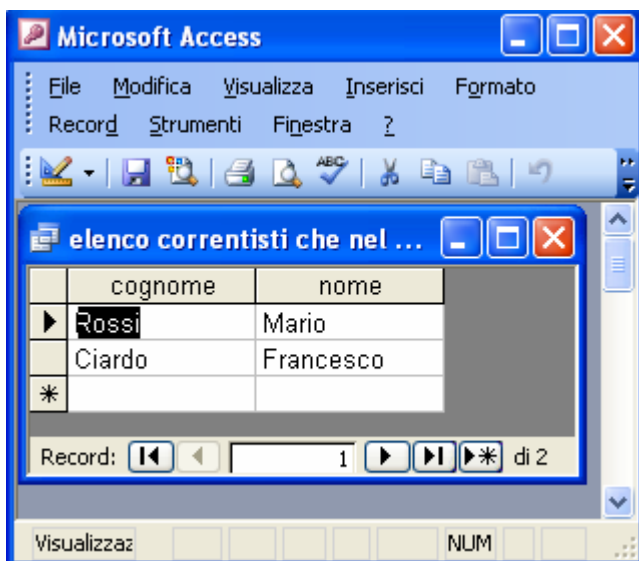 Microsoft Access
File Modifica Visualizza Inserisci Formato
Record Strumenti Finestra ?
ABC
elenco correntisti che nel ...
cognome nome
Rossi Mario
Ciardo Francesco
Record: 1 di 2
Visualizzaz NUM